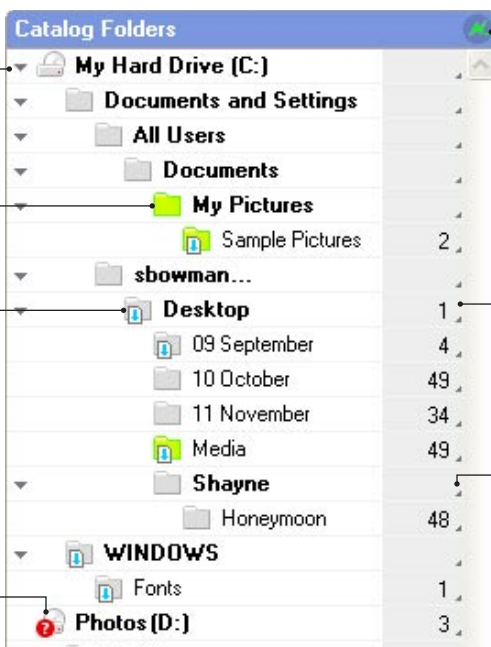 Catalog Folders
My Hard Drive (C:)
Documents and Settings
All Users
Documents
My Pictures
Sample Pictures 2
sbowman...
Desktop 1
09 September 4
10 October 49
11 November 34
Media 49
Shayne
Honeymoon 48
WINDOWS
Fonts 1
? Photos (D:) 3